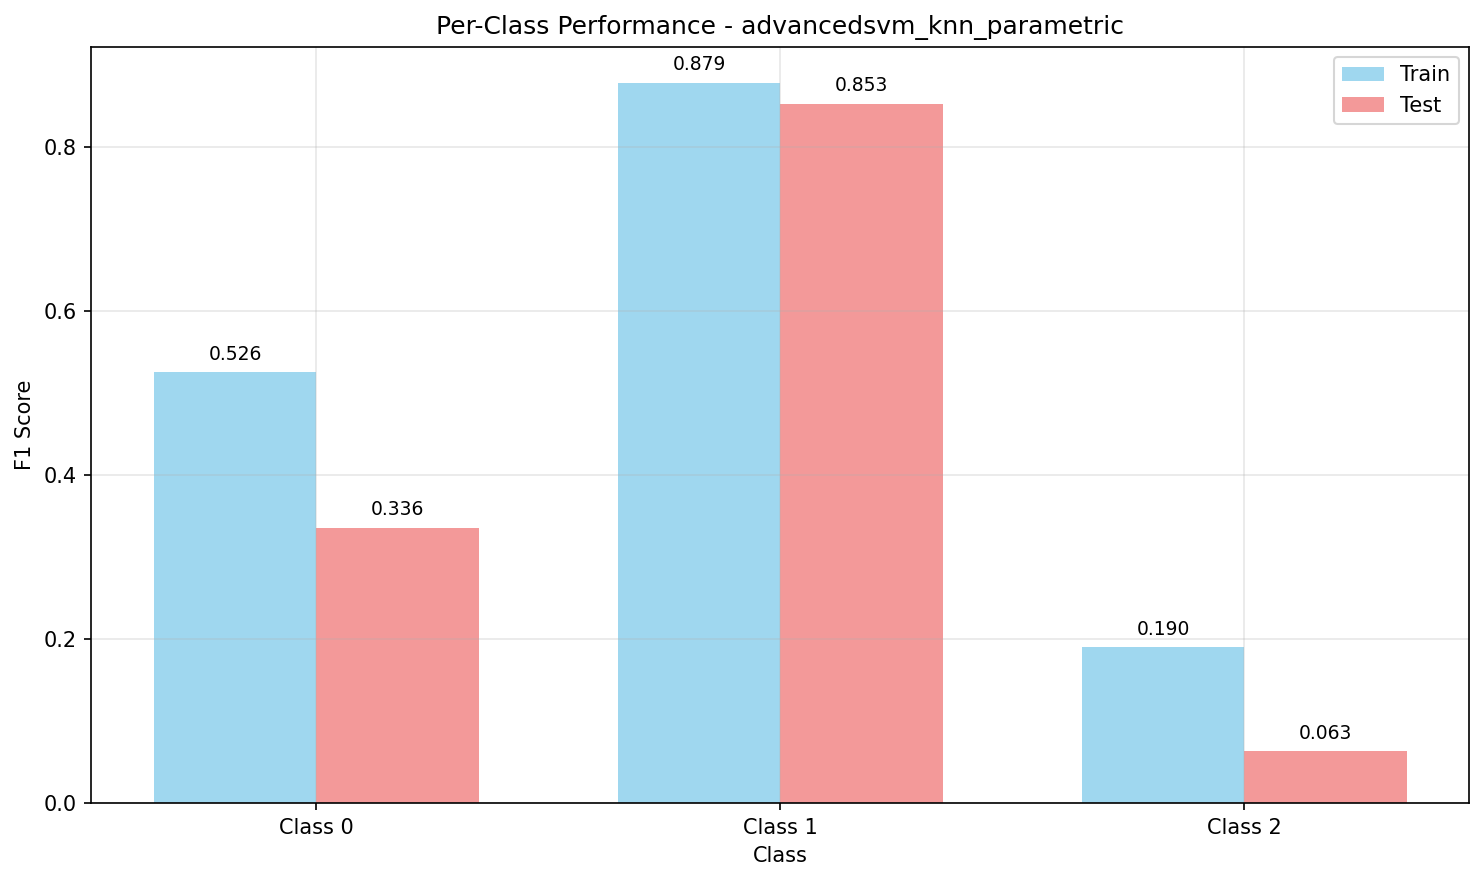 Per-Class Performance - advancedsvm_knn_parametric
Train
Test
F1 Score
0.8
0.6
0.4
0.2
0.0
0.526
0.336
0.879
0.853
0.190
0.063
Class 0
Class 1
Class 2
Class